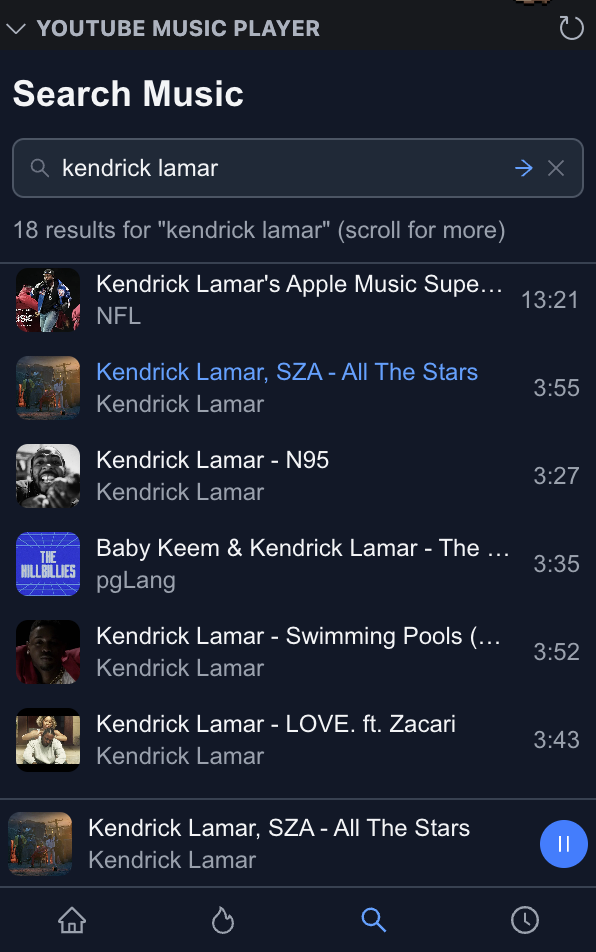 YOUTUBE MUSIC PLAYER
Search Music
kendrick lamar
18 results for "kendrick lamar" (scroll for more)
Kendrick Lamar's Apple Music Supe…
13:21
NFL
Kendrick Lamar, SZA - All The Stars
3:55
Kendrick Lamar
Kendrick Lamar - N95
3:27
Kendrick Lamar
THE
HILLBILLIES
Baby Keem & Kendrick Lamar - The …
3:35
pgLang
Kendrick Lamar - Swimming Pools (…
3:52
Kendrick Lamar
Kendrick Lamar - LOVE. ft. Zacari
3:43
Kendrick Lamar
Kendrick Lamar, SZA - All The Stars
Kendrick Lamar